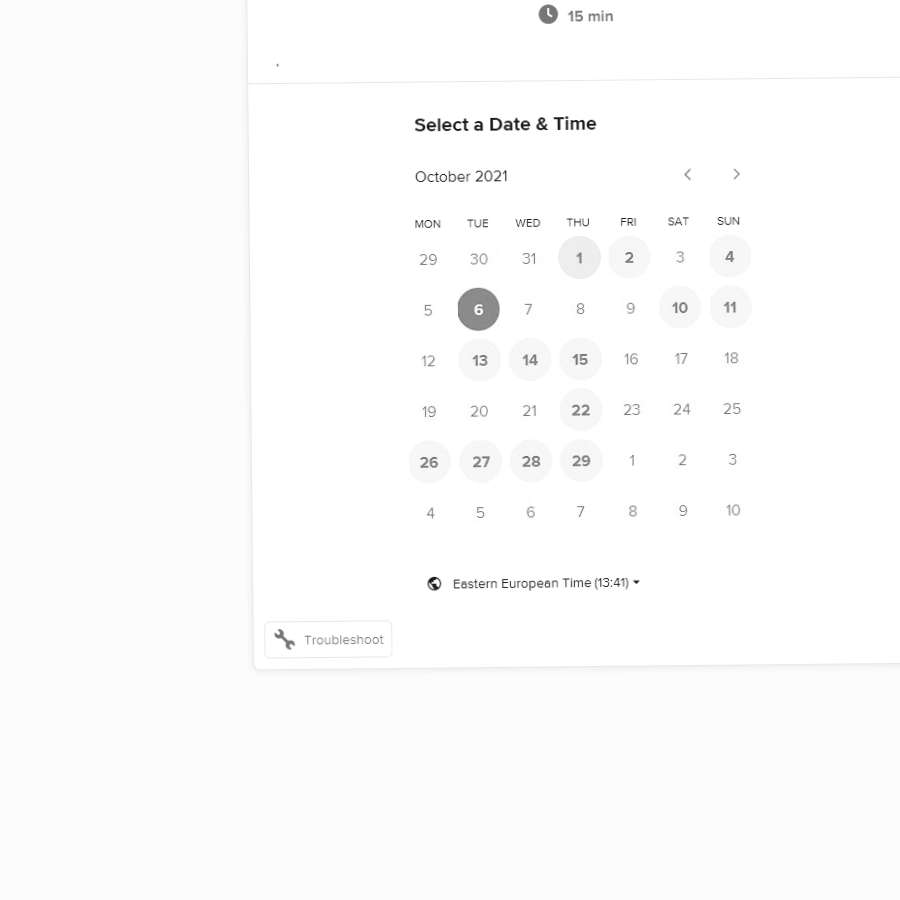 15 min
Select a Date & Time
October 2021
MON TUE WED THU FRI SAT SUN
29 30 31 1 2 3 4
5 6 7 8 9 10 11
12 13 14 15 16 17 18
19 20 21 22 23 24 25
26 27 28 29 1 2 3
4 5 6 7 8 9 10
Eastern European Time (13:41)
Troubleshoot